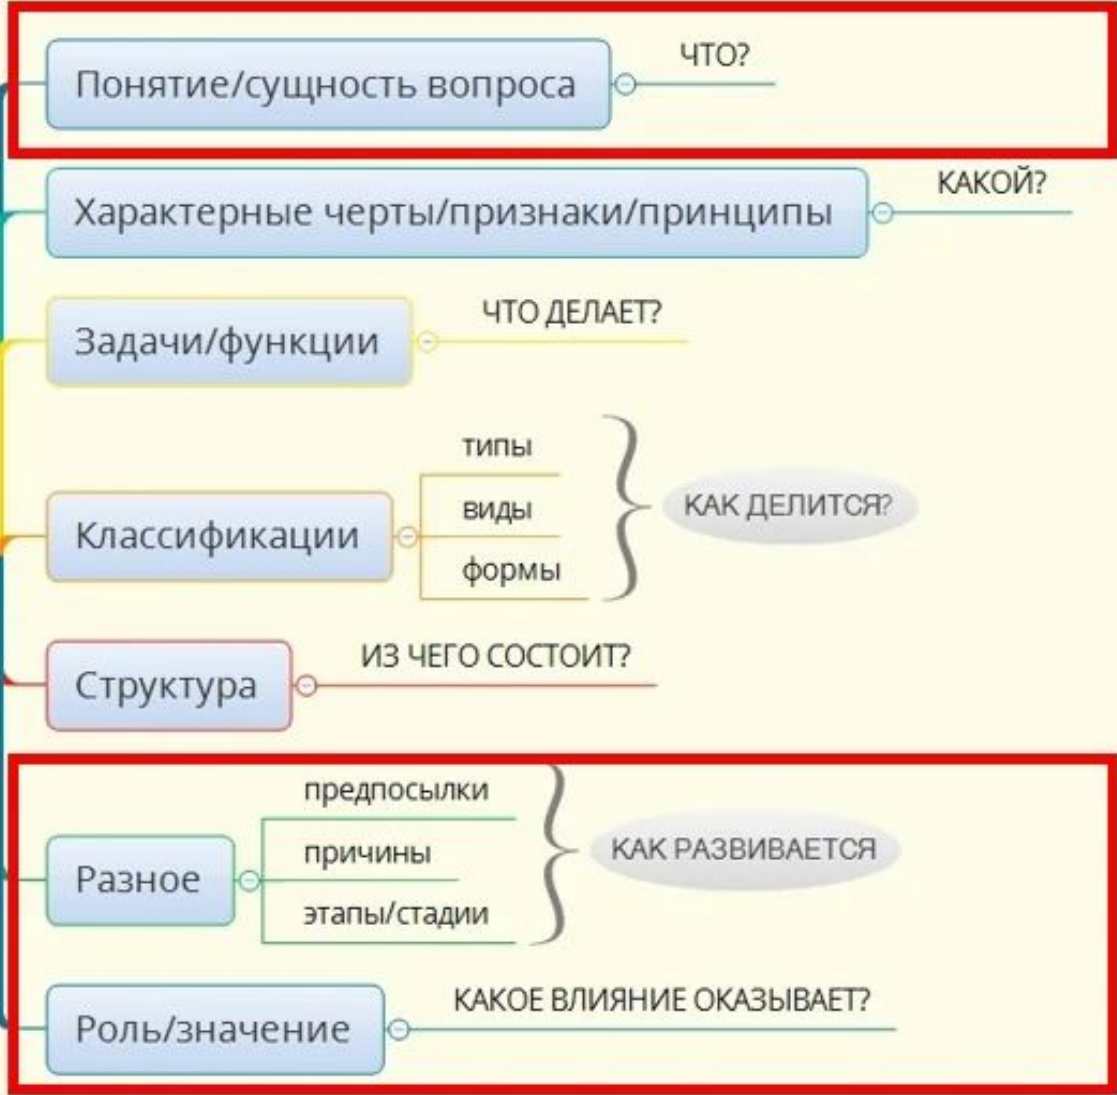 Понятие/сущность вопроса
ЧТО?
Характерные черты/признаки/принципы
КАКОЙ?
Задачи/функции
ЧТО ДЕЛАЕТ?
Классификации
типы
виды
формы
КАК ДЕЛИТСЯ?
Структура
ИЗ ЧЕГО СОСТОИТ?
Разное
предпосылки
причины
этапы/стадии
КАК РАЗВИВАЕТСЯ
Роль/значение
КАКОЕ ВЛИЯНИЕ ОКАЗЫВАЕТ?